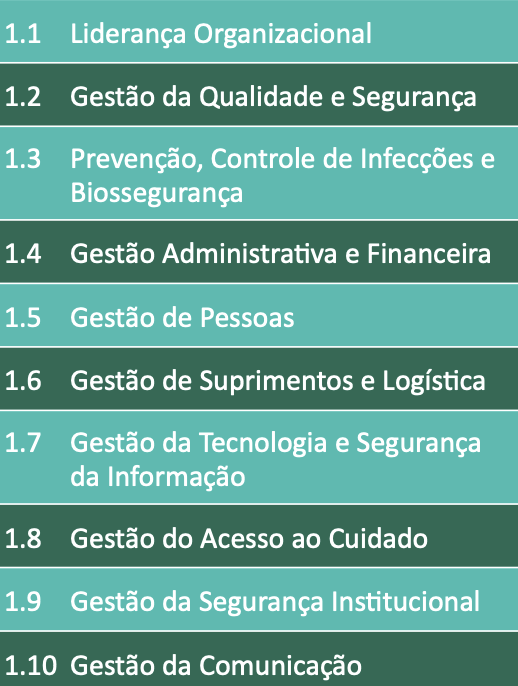 1.1 Liderança Organizacional
1.2 Gestão da Qualidade e Segurança
1.3 Prevenção, Controle de Infecções e
Biossegurança
1.4 Gestão Administrativa e Financeira
1.5 Gestão de Pessoas
1.6 Gestão de Suprimentos e Logística
1.7 Gestão da Tecnologia e Segurança
da Informação
1.8 Gestão do Acesso ao Cuidado
1.9 Gestão da Segurança Institucional
1.10 Gestão da Comunicação